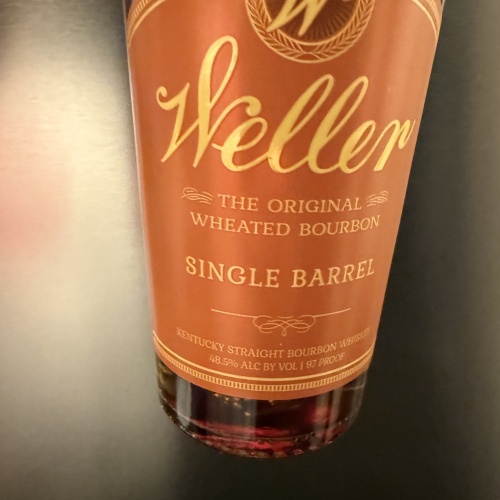 W
Weller
THE ORIGINAL
WHEATED BOURBON
SINGLE BARREL
KENTUCKY STRAIGHT BOURBON WHISKEY
48.5% ALC BY VOL | 97 PROOF